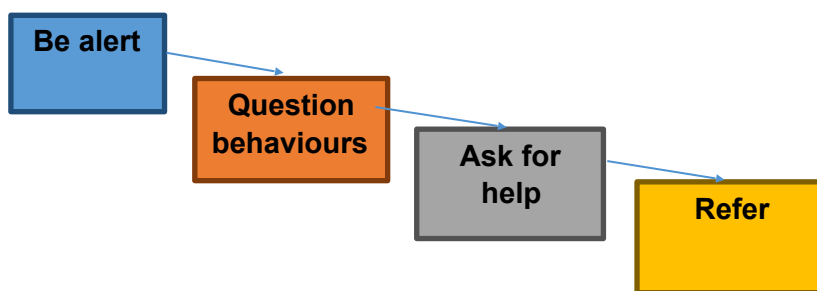 Be alert
Question
behaviours
Ask for
help
Refer